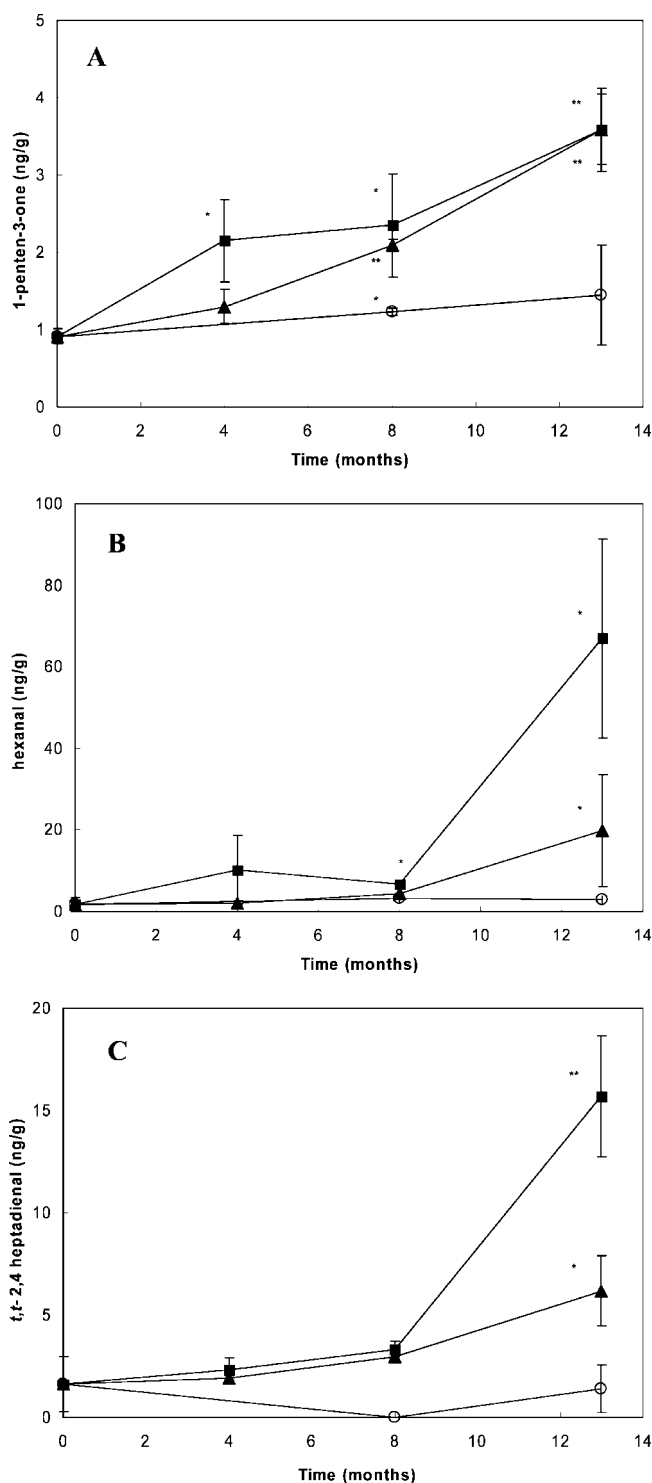 A
5
4
3
2
1
0
1-penten-3-one (ng/g)
*
*
**
*
**
**
0 2 4 6 8 10 12 14
Time (months)
B
100
80
60
40
20
0
hexanal (ng/g)
*
*
*
0 2 4 6 8 10 12 14
Time (months)
C
20
15
10
5
0
t,t-2,4 heptadienal (ng/g)
**
*
0 2 4 6 8 10 12 14
Time (months)